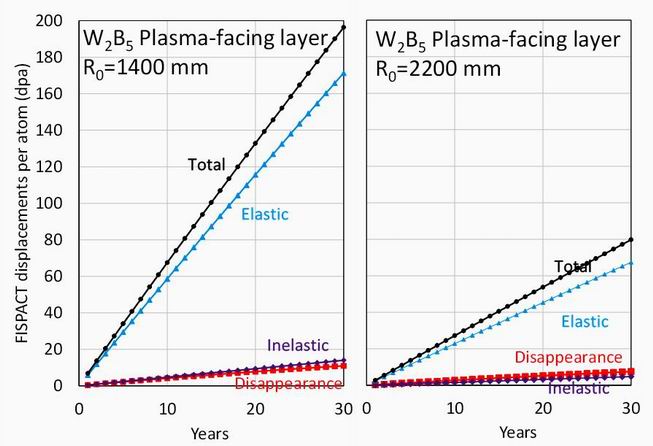 FISPACT displacements per atom (dpa)
200
180
160
140
120
100
80
60
40
20
0
W₂B₅ Plasma-facing layer
R₀=1400 mm
Total
Elastic
Inelastic
Disappearance
0 10 20 30
Years
W₂B₅ Plasma-facing layer
R₀=2200 mm
Total
Elastic
Disappearance
Inelastic
0 10 20 30
Years